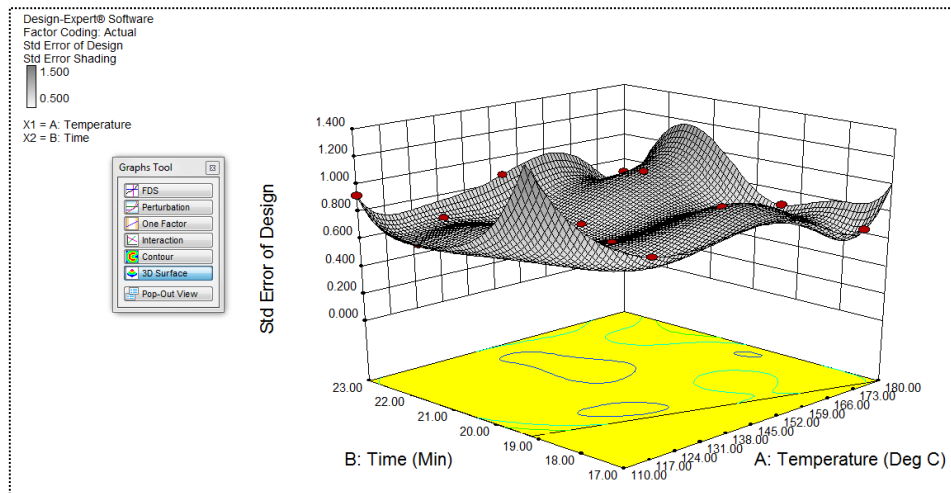 Design-Expert® Software
Factor Coding: Actual
Std Error of Design
Std Error Shading
1.500
0.500
X1 = A: Temperature
X2 = B: Time
Graphs Tool
FDS
Perturbation
One Factor
Interaction
Contour
3D Surface
Pop-Out View
Std Error of Design
1.400
1.200
1.000
0.800
0.600
0.400
0.200
0.000
23.00
22.00
21.00
20.00
19.00
18.00
17.00
B: Time (Min)
110.00
117.00
124.00
131.00
138.00
145.00
152.00
159.00
166.00
173.00
180.00
A: Temperature (Deg C)